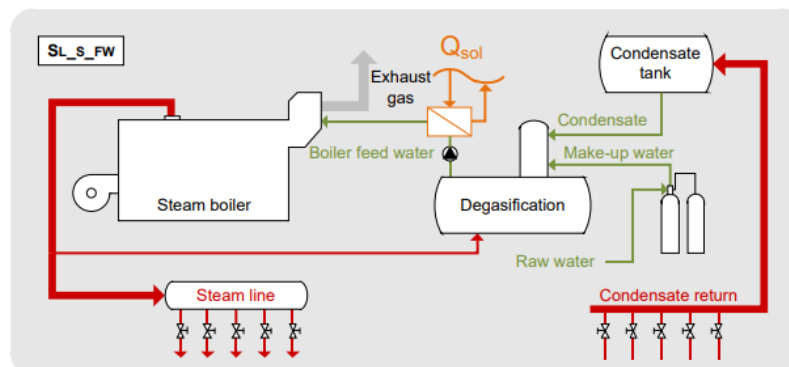 SL_S_FW
Qsol
Condensate
tank
Exhaust
gas
Condensate
Boiler feed water
Make-up water
Steam boiler
Degasification
Raw water
Steam line
Condensate return